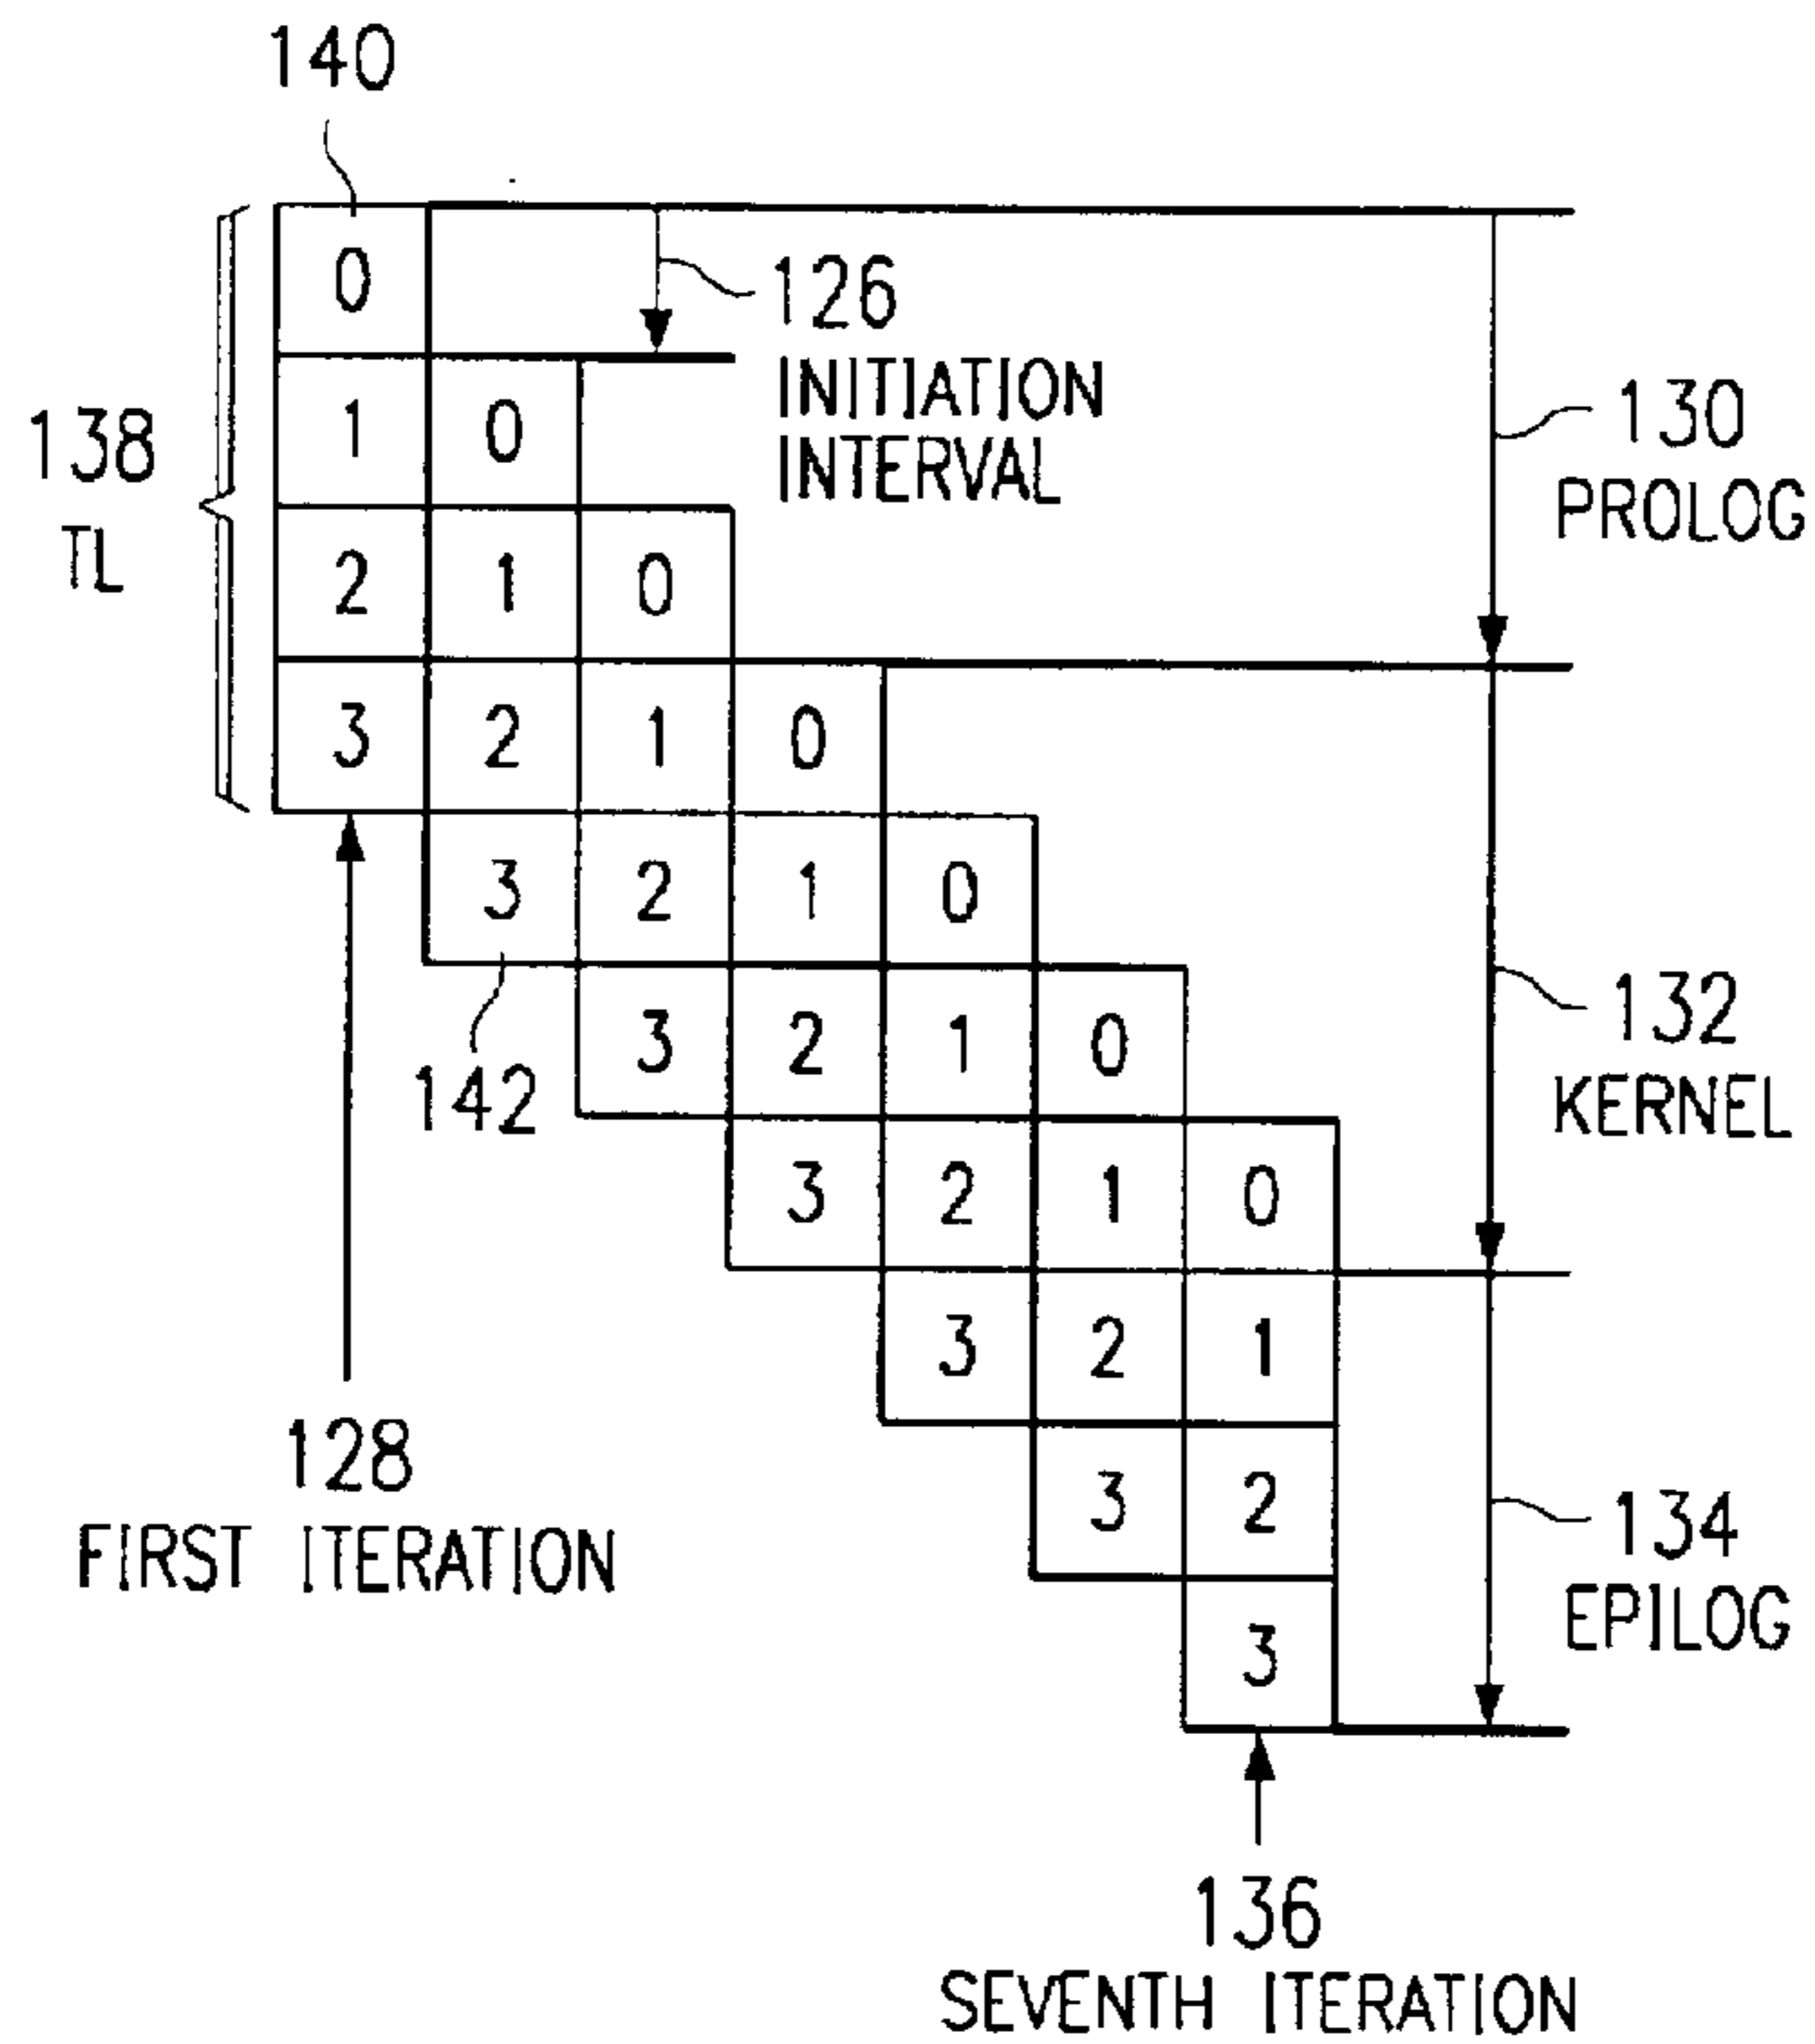 140
0
126
INITIATION
INTERVAL
138
TL
1 0
130
PROLOG
2 1 0
3 2 1 0
3 2 1 0
142
3 2 1 0
132
KERNEL
3 2 1 0
3 2 1
128
FIRST ITERATION
3 2
134
EPILOG
3
136
SEVENTH ITERATION